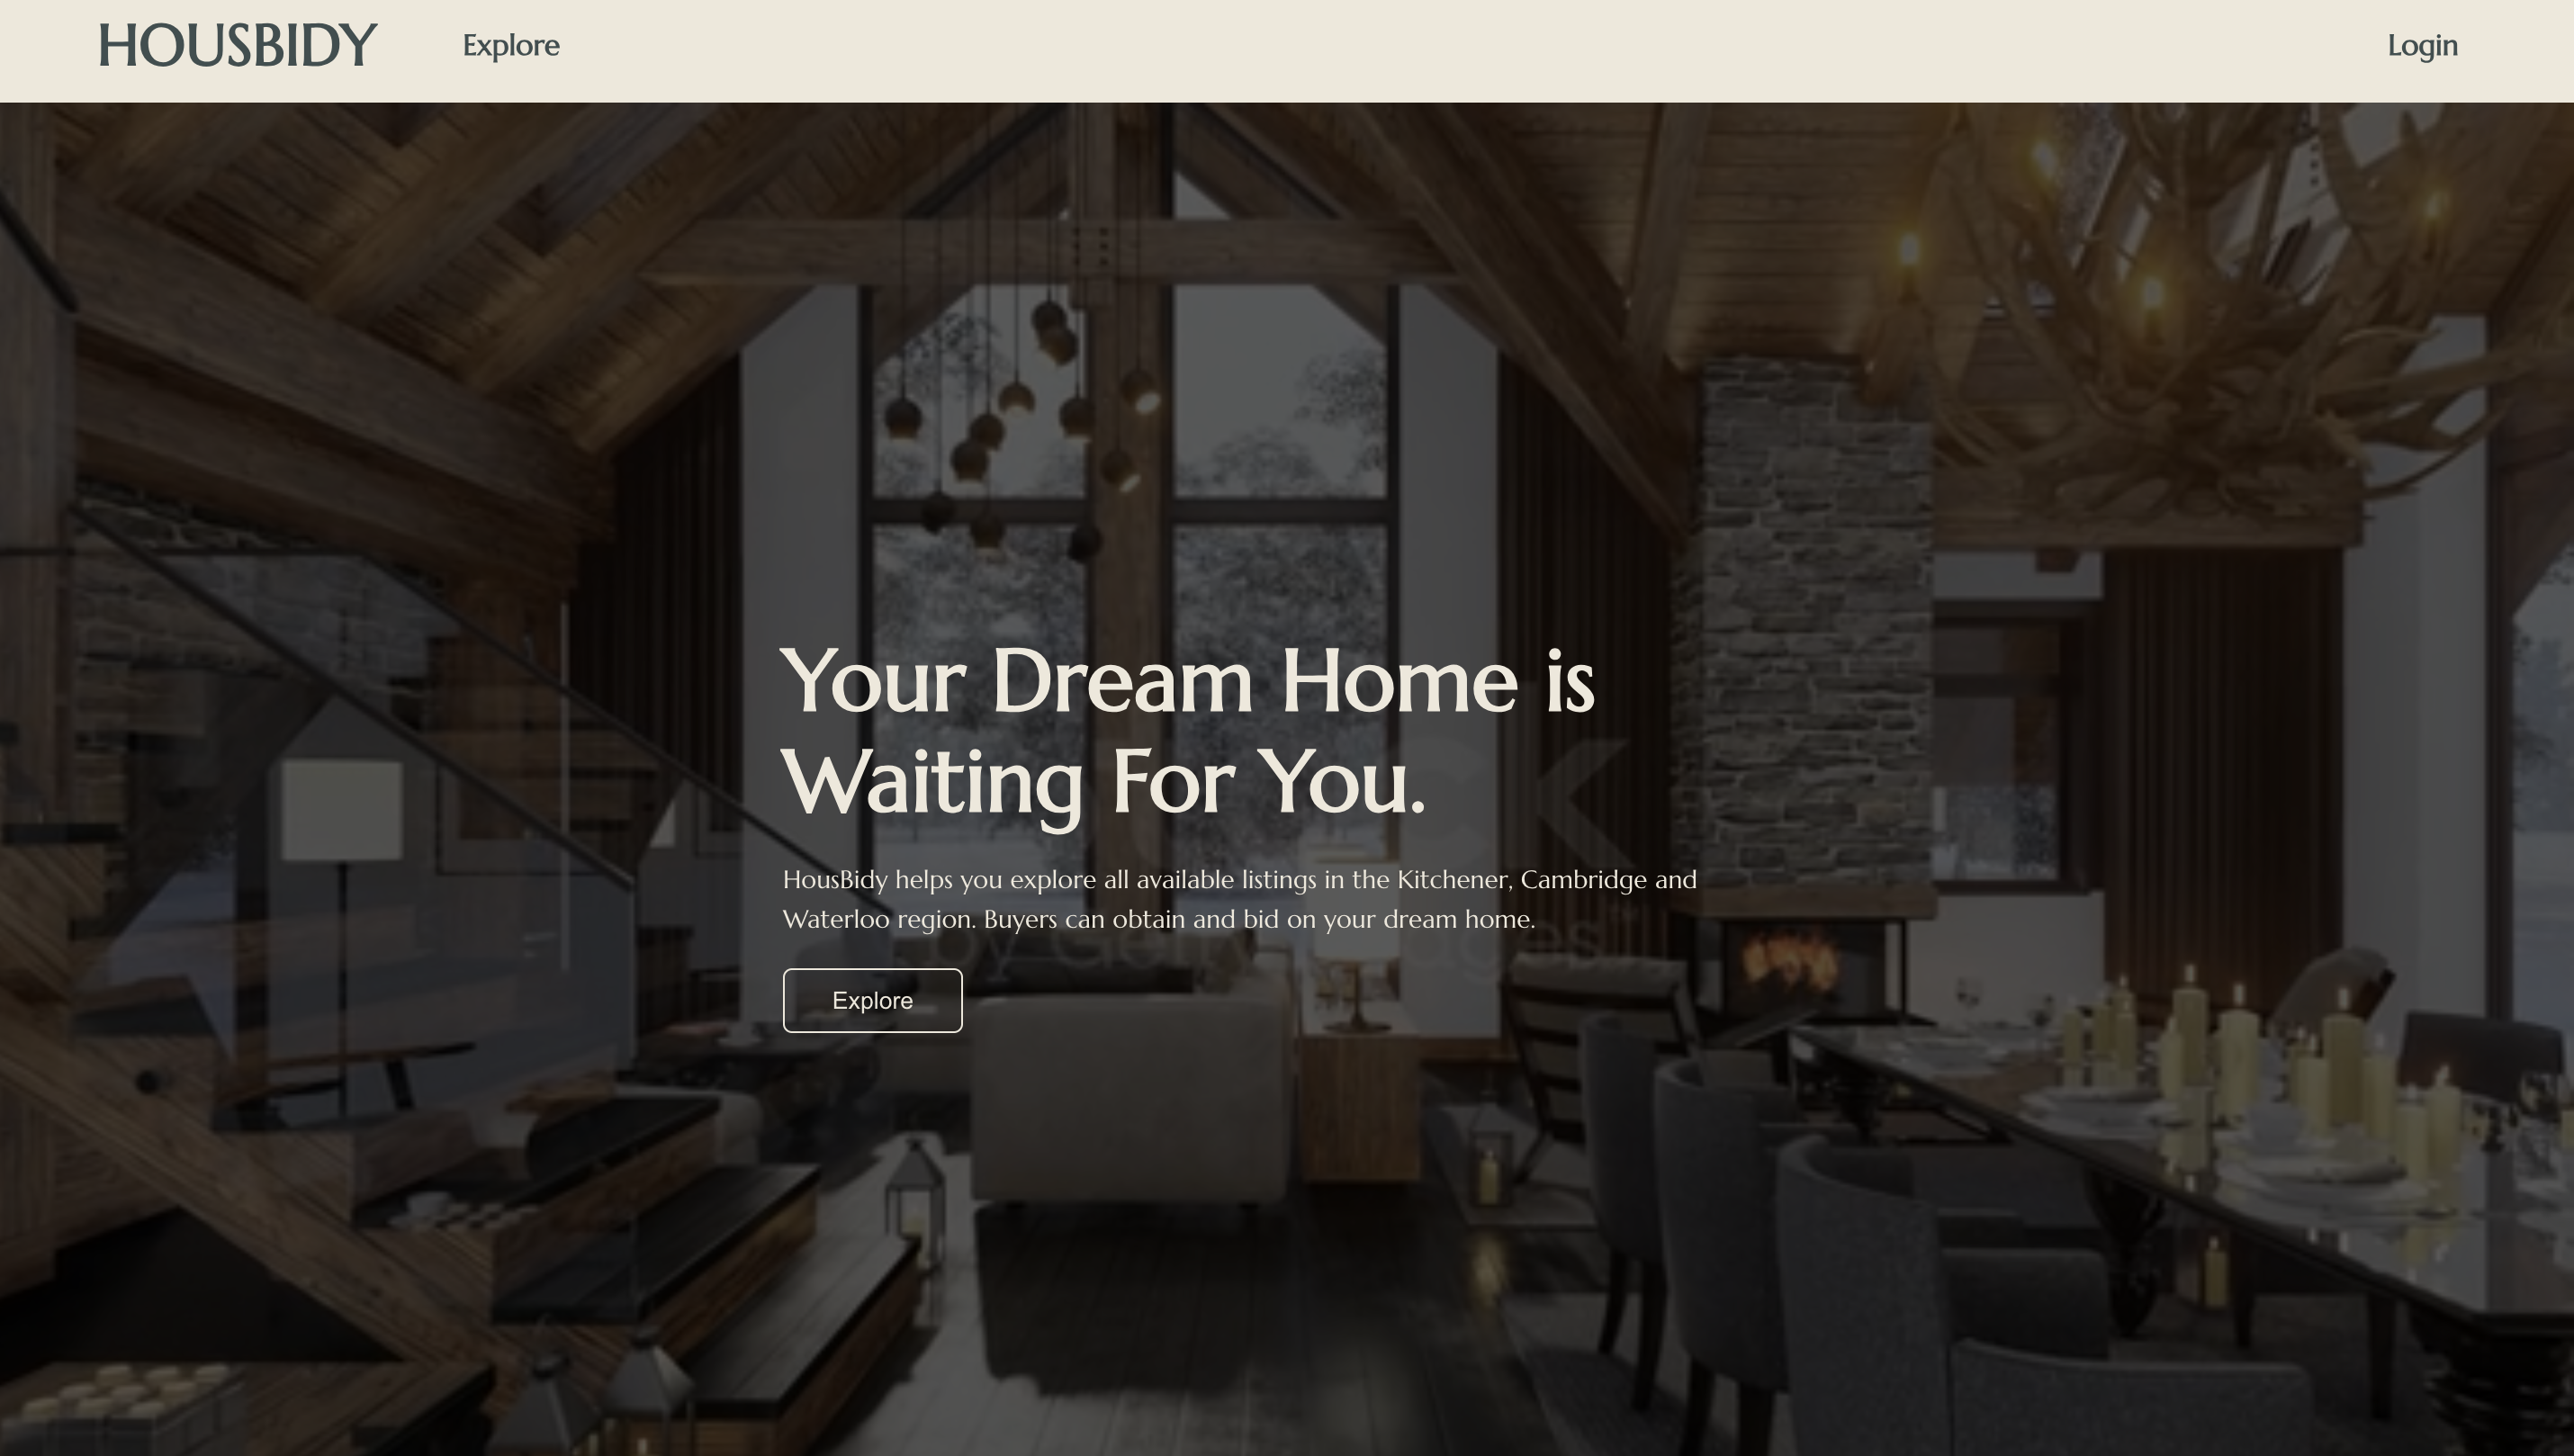 HOUSBIDY
Explore
Login
Your Dream Home is
Waiting For You.
HousBidy helps you explore all available listings in the Kitchener, Cambridge and
Waterloo region. Buyers can obtain and bid on your dream home.
Explore